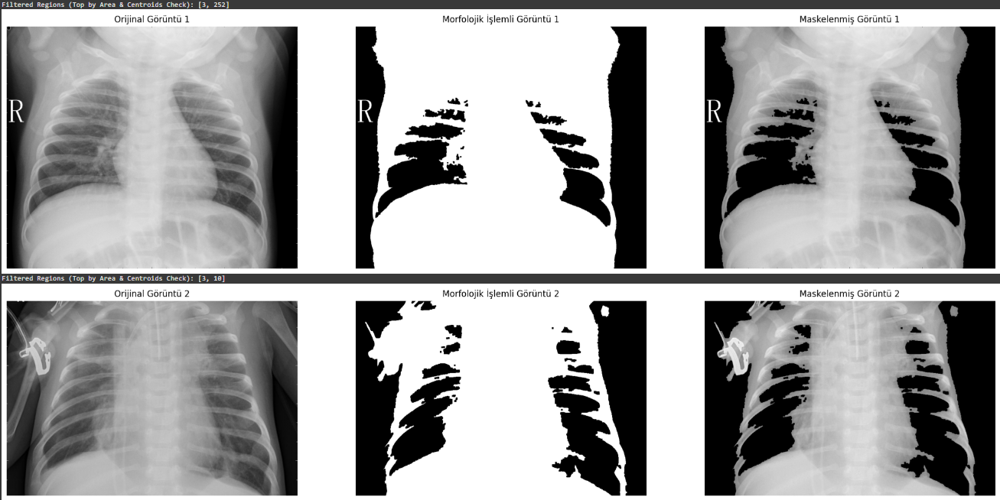 Filtered Regions (Top by Area & Centroids Check): [3, 252]
Orijinal Görüntü 1
Morfolojik İşlemli Görüntü 1
Maskelenmiş Görüntü 1
R
R
R
Filtered Regions (Top by Area & Centroids Check): [3, 10]
Orijinal Görüntü 2
Morfolojik İşlemli Görüntü 2
Maskelenmiş Görüntü 2